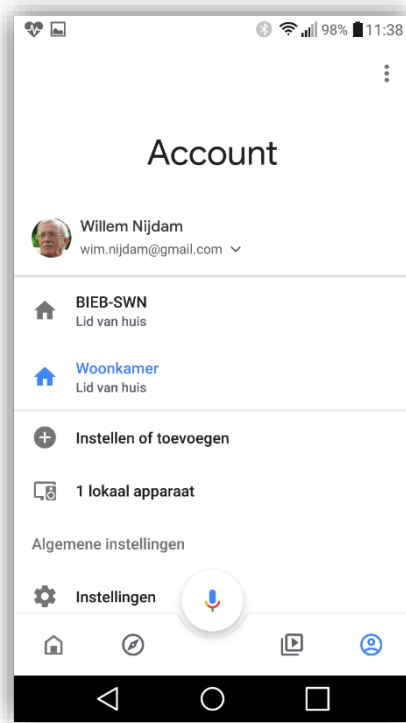 98% 11:38
Account
Willem Nijdam
wim.nijdam@gmail.com
BIEB-SWN
Lid van huis
Woonkamer
Lid van huis
Instellen of toevoegen
1 lokaal apparaat
Algemene instellingen
Instellingen